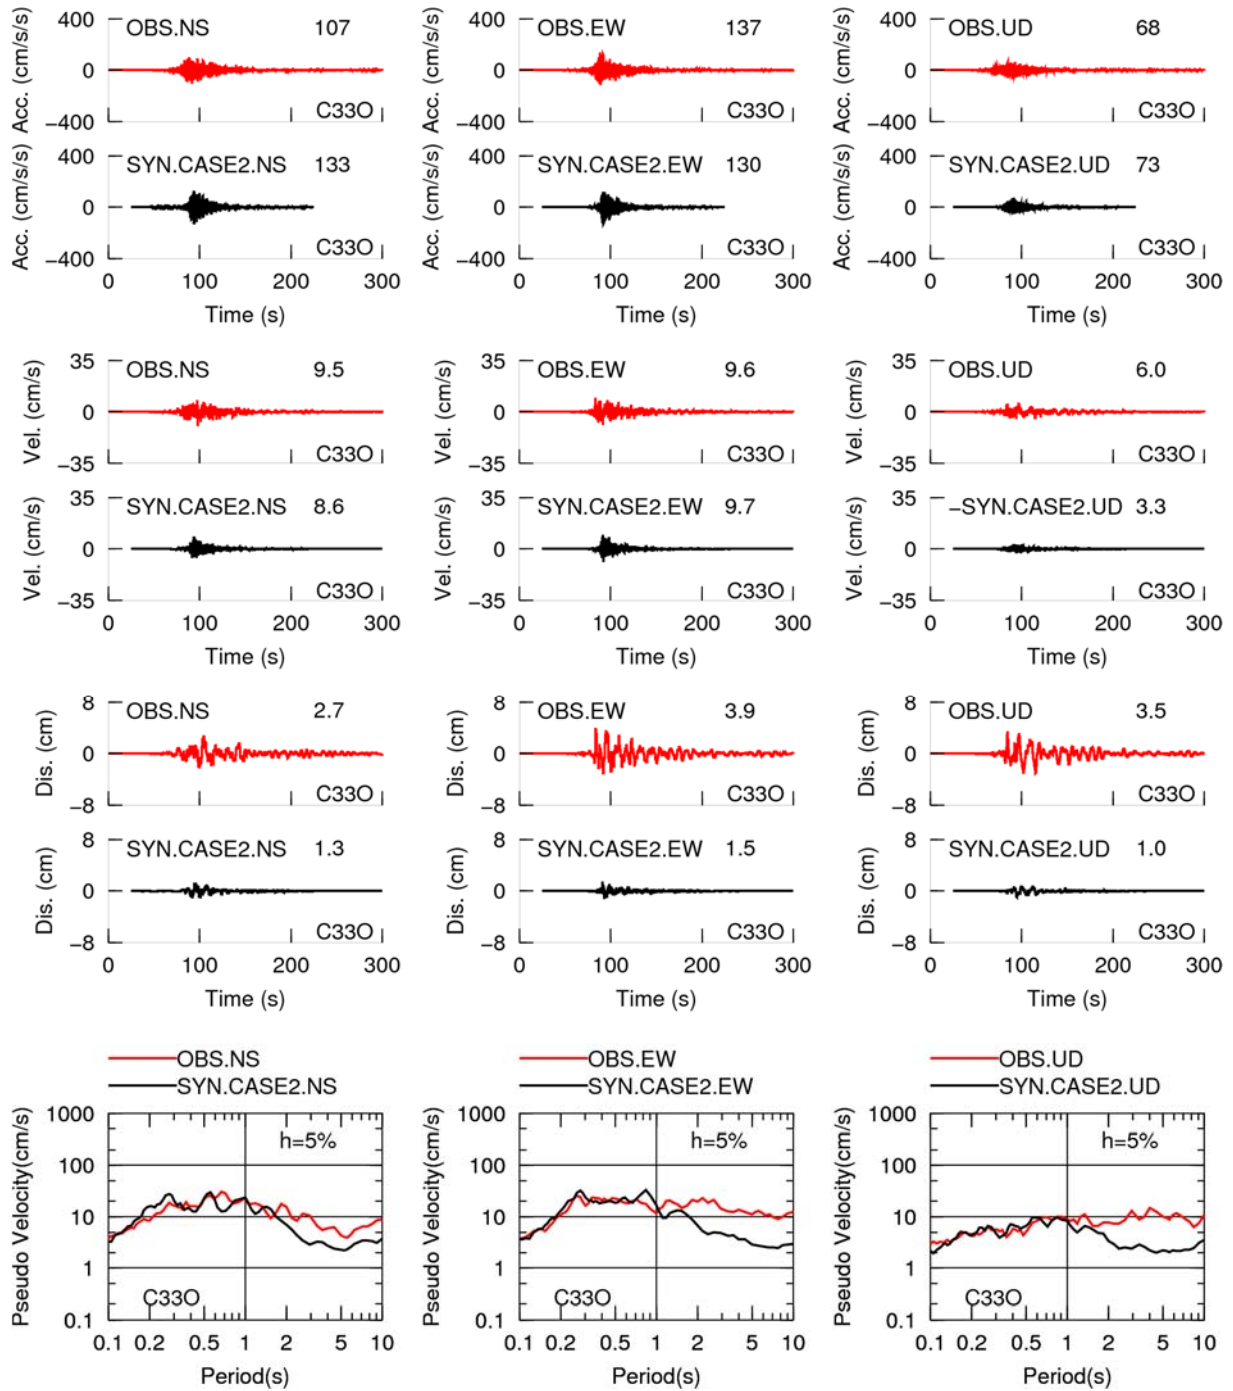 400 OBS.NS 107
Acc. (cm/s/s)
0
−400 C33O
400 SYN.CASE2.NS 133
Acc. (cm/s/s)
0
−400 C33O
0 100 200 300
Time (s)
400 OBS.EW 137
Acc. (cm/s/s)
0
−400 C33O
400 SYN.CASE2.EW 130
Acc. (cm/s/s)
0
−400 C33O
0 100 200 300
Time (s)
400 OBS.UD 68
Acc. (cm/s/s)
0
−400 C33O
400 SYN.CASE2.UD 73
Acc. (cm/s/s)
0
−400 C33O
0 100 200 300
Time (s)
35 OBS.NS 9.5
Vel. (cm/s)
0
−35 C33O
35 SYN.CASE2.NS 8.6
Vel. (cm/s)
0
−35 C33O
0 100 200 300
Time (s)
35 OBS.EW 9.6
Vel. (cm/s)
0
−35 C33O
35 SYN.CASE2.EW 9.7
Vel. (cm/s)
0
−35 C33O
0 100 200 300
Time (s)
35 OBS.UD 6.0
Vel. (cm/s)
0
−35 C33O
35 −SYN.CASE2.UD 3.3
Vel. (cm/s)
0
−35 C33O
0 100 200 300
Time (s)
8 OBS.NS 2.7
Dis. (cm)
0
−8 C33O
8 SYN.CASE2.NS 1.3
Dis. (cm)
0
−8 C33O
0 100 200 300
Time (s)
8 OBS.EW 3.9
Dis. (cm)
0
−8 C33O
8 SYN.CASE2.EW 1.5
Dis. (cm)
0
−8 C33O
0 100 200 300
Time (s)
8 OBS.UD 3.5
Dis. (cm)
0
−8 C33O
8 SYN.CASE2.UD 1.0
Dis. (cm)
0
−8 C33O
0 100 200 300
Time (s)
OBS.NS
SYN.CASE2.NS
Pseudo Velocity(cm/s)
1000
h=5%
100
10
1
C33O
0.1
0.1 0.2 0.5 1 2 5 10
Period(s)
OBS.EW
SYN.CASE2.EW
Pseudo Velocity(cm/s)
1000
h=5%
100
10
1
C33O
0.1
0.1 0.2 0.5 1 2 5 10
Period(s)
OBS.UD
SYN.CASE2.UD
Pseudo Velocity(cm/s)
1000
h=5%
100
10
1
C33O
0.1
0.1 0.2 0.5 1 2 5 10
Period(s)